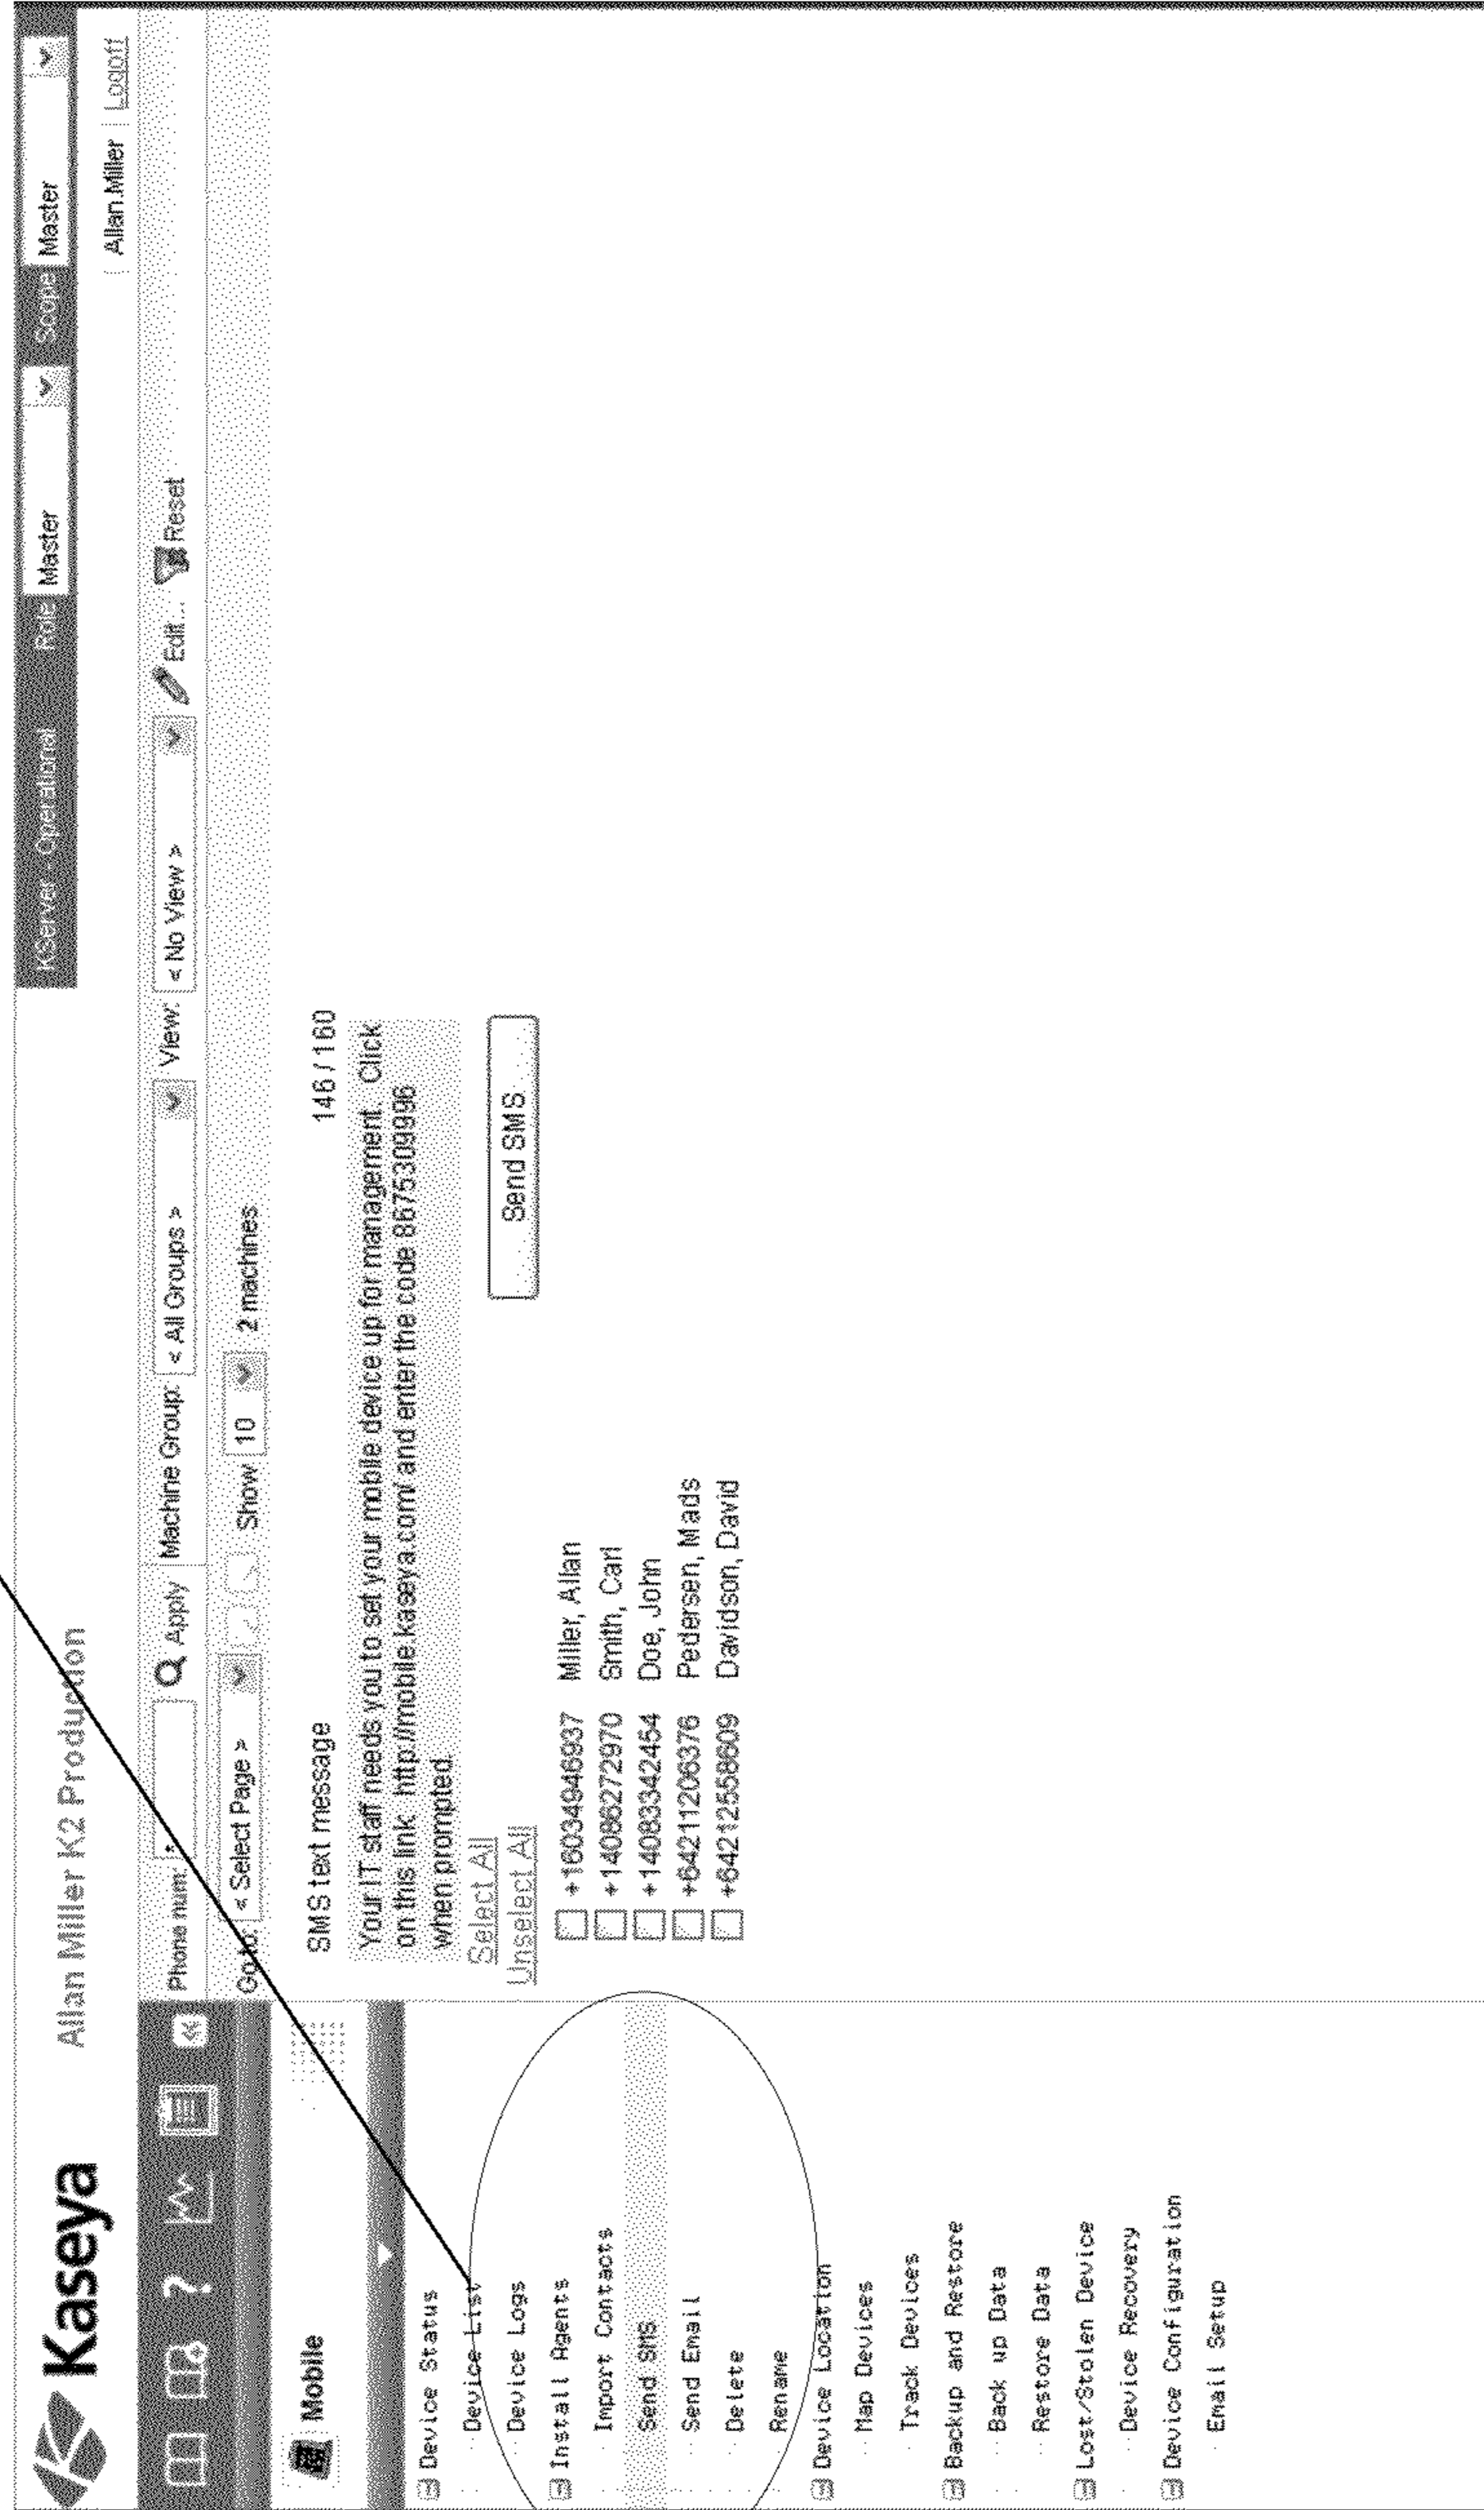 Kaseya
Allan Miller K2 Production
KServer - Operational Role Master Scope Master
Allan.Miller Logoff
Phone num: * Apply Machine Group: < All Groups > View: < No View > Edit... Reset
Go to: < Select Page > Show 10 2 machines
Mobile
Device Status
Device List
Device Logs
Install Agents
Import Contacts
Send SMS
Send Email
Delete
Rename
Device Location
Map Devices
Track Devices
Backup and Restore
Back up Data
Restore Data
Lost/Stolen Device
Device Recovery
Device Configuration
Email Setup
SMS text message 146 / 160
Your IT staff needs you to set your mobile device up for management. Click
on this link http://mobile.kaseya.com/ and enter the code 8675309996
when prompted.
Select All
Unselect All
Send SMS
+16034946937 Miller, Allan
+14086272970 Smith, Carl
+14083342454 Doe, John
+64211206376 Pedersen, Mads
+64212558609 Davidson, David